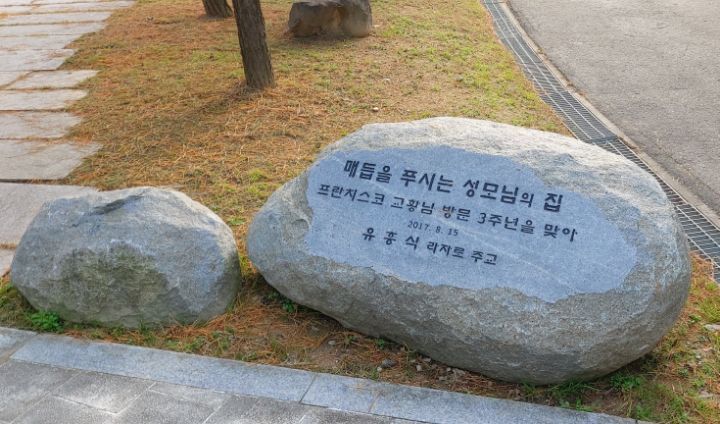 매듭을 푸시는 성모님의 집
프란치스코 교황님 방문 3주년을 맞아
2017. 8. 15
유흥식 라자로 주교